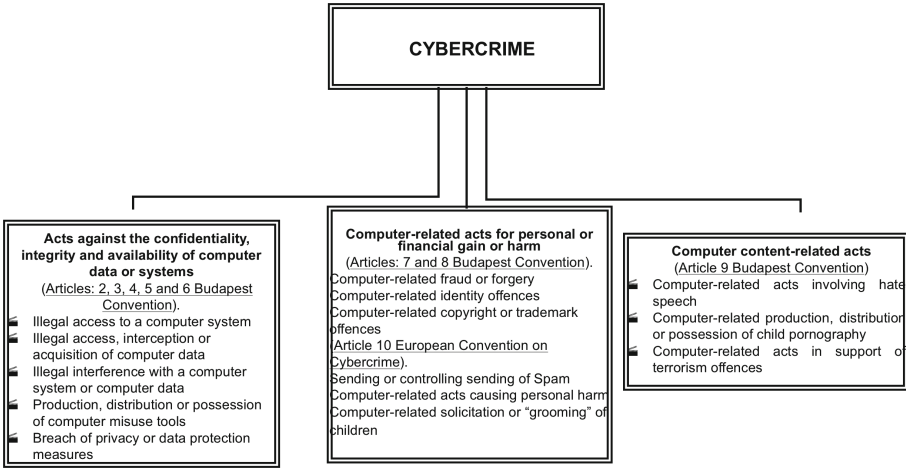 CYBERCRIME
Acts against the confidentiality,
integrity and availability of computer
data or systems
(Articles: 2, 3, 4, 5 and 6 Budapest
Convention).
Illegal access to a computer system
Illegal access, interception or
acquisition of computer data
Illegal interference with a computer
system or computer data
Production, distribution or possession
of computer misuse tools
Breach of privacy or data protection
measures
Computer-related acts for personal or
financial gain or harm
(Articles: 7 and 8 Budapest Convention).
Computer-related fraud or forgery
Computer-related identity offences
Computer-related copyright or trademark
offences
(Article 10 European Convention on
Cybercrime).
Sending or controlling sending of Spam
Computer-related acts causing personal harm
Computer-related solicitation or “grooming” of
children
Computer content-related acts
(Article 9 Budapest Convention)
Computer-related acts involving hate
speech
Computer-related production, distribution
or possession of child pornography
Computer-related acts in support of
terrorism offences